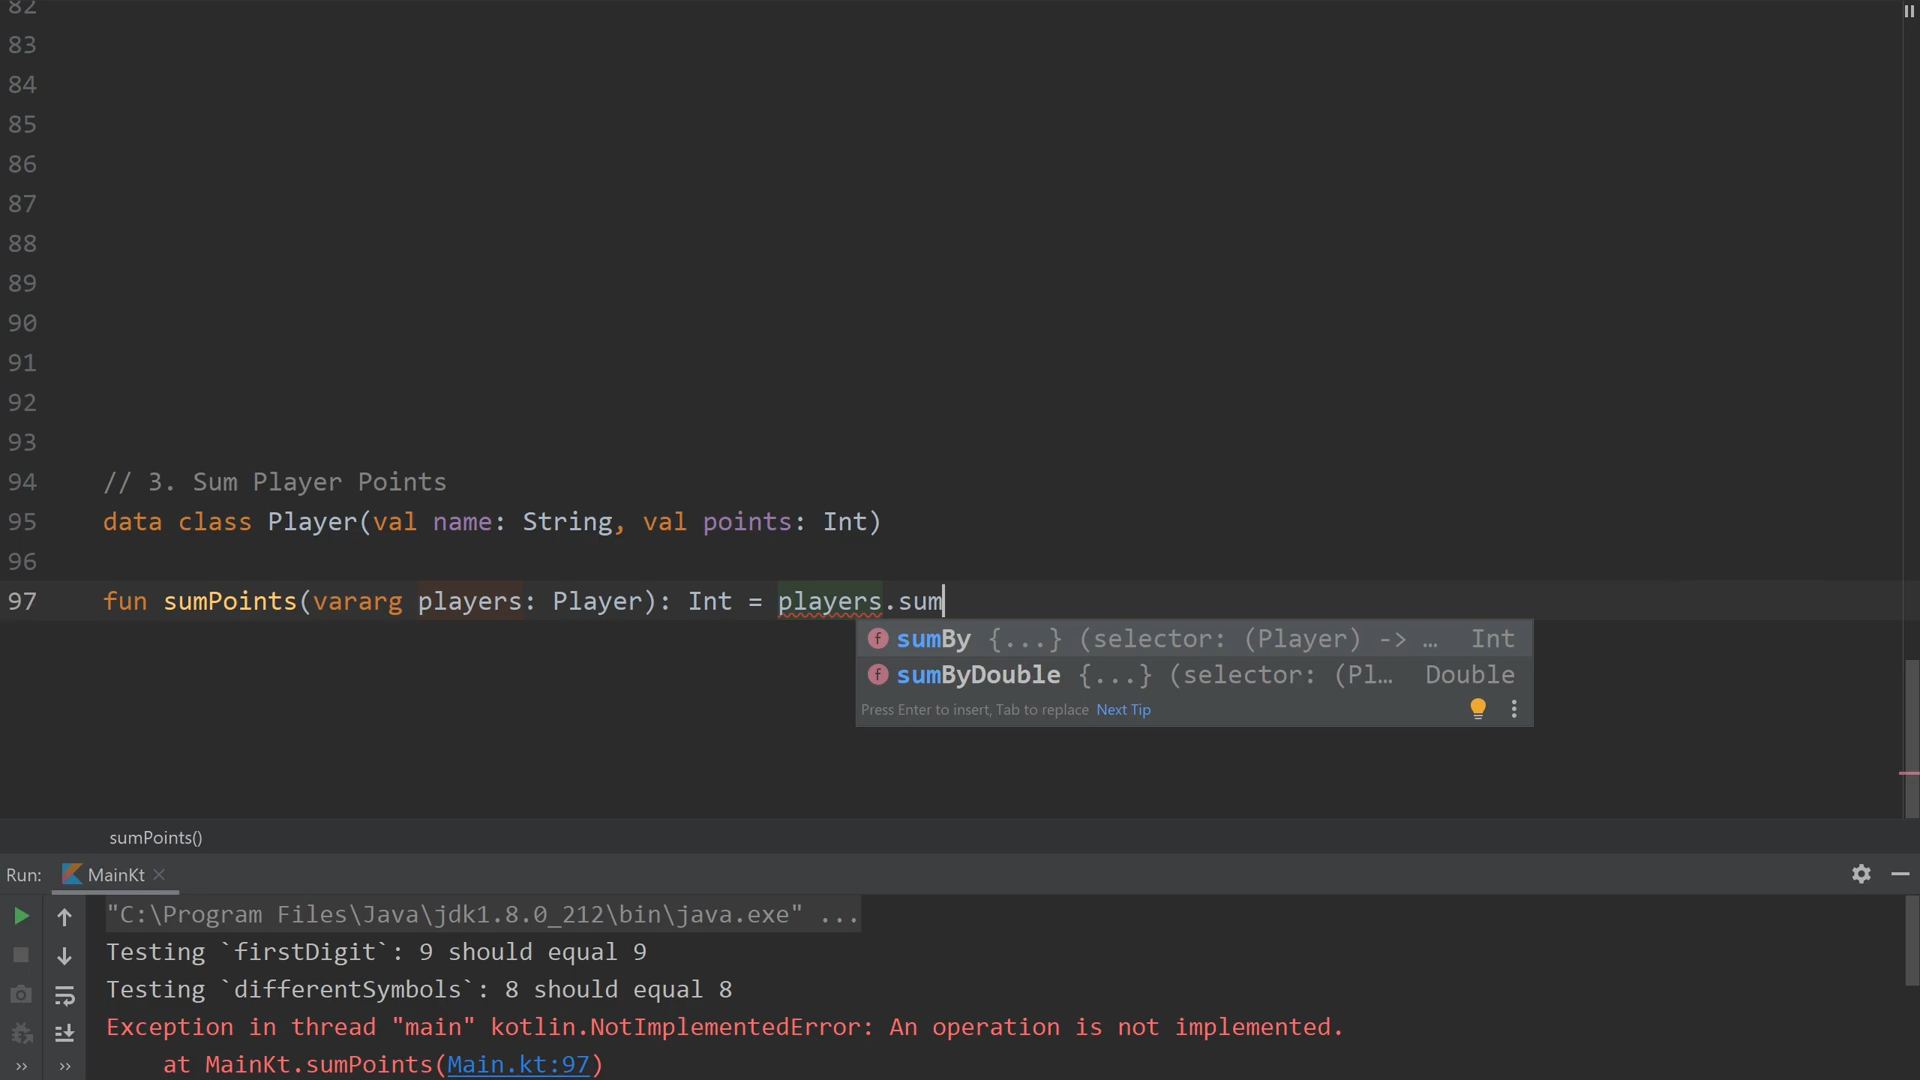 82
83
84
85
86
87
88
89
90
91
92
93
94 // 3. Sum Player Points
95 data class Player(val name: String, val points: Int)
96
97 fun sumPoints(vararg players: Player): Int = players.sum
f sumBy {...} (selector: (Player) -> … Int
f sumByDouble {...} (selector: (Pl… Double
Press Enter to insert, Tab to replace Next Tip
sumPoints()
Run: MainKt
"C:\Program Files\Java\jdk1.8.0_212\bin\java.exe" ...
Testing `firstDigit`: 9 should equal 9
Testing `differentSymbols`: 8 should equal 8
Exception in thread "main" kotlin.NotImplementedError: An operation is not implemented.
at MainKt.sumPoints(Main.kt:97)